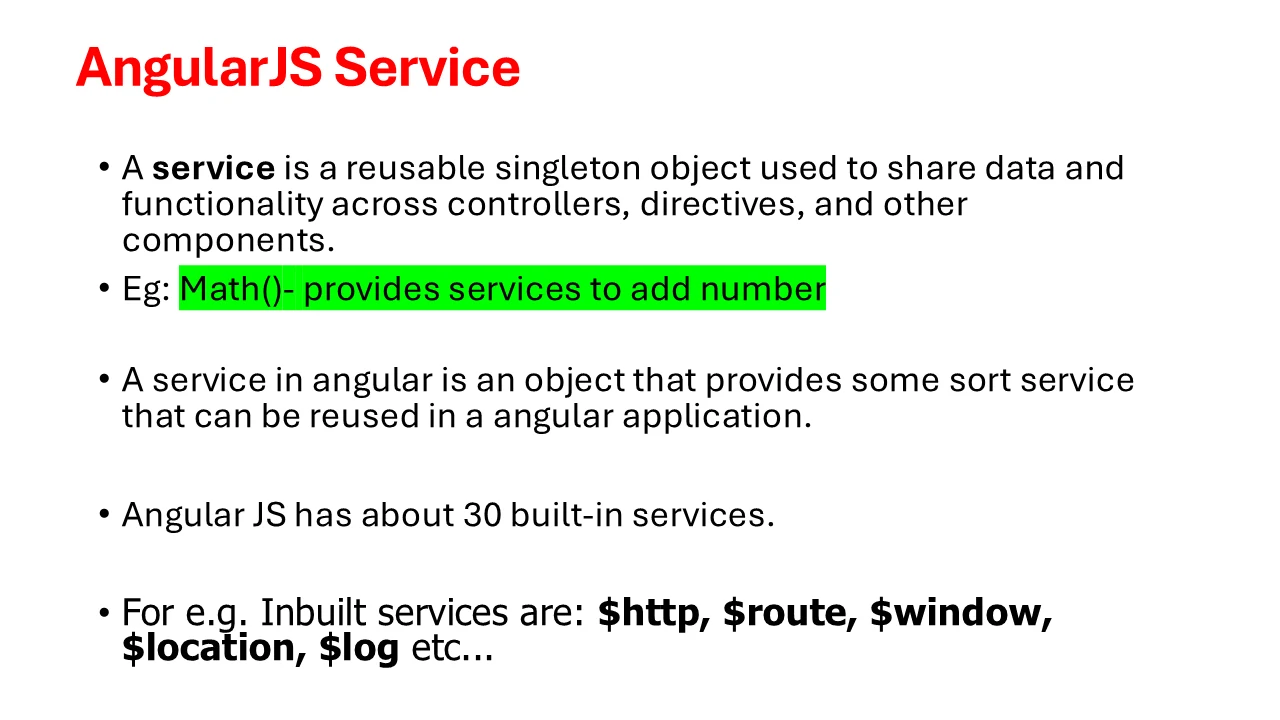 AngularJS Service
• A service is a reusable singleton object used to share data and
functionality across controllers, directives, and other
components.
• Eg: Math()- provides services to add number
• A service in angular is an object that provides some sort service
that can be reused in a angular application.
• Angular JS has about 30 built-in services.
• For e.g. Inbuilt services are: $http, $route, $window,
$location, $log etc...